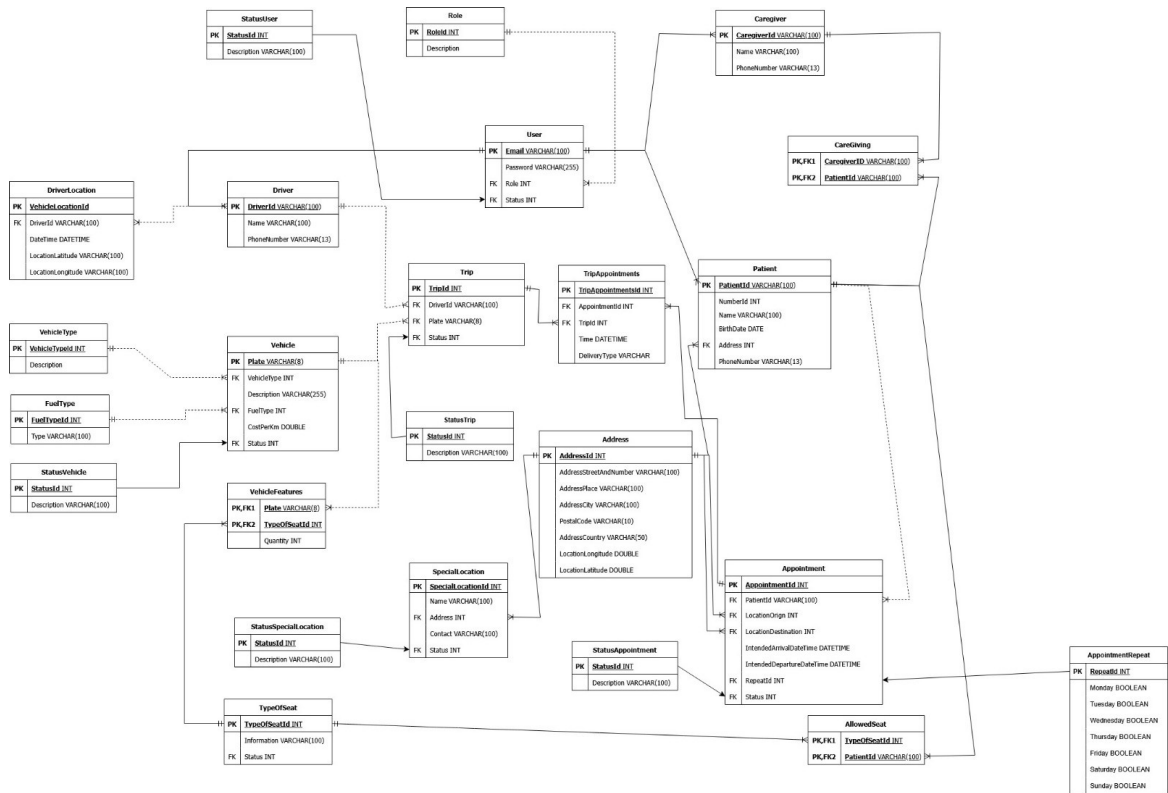 StatusUser
PK StatusId INT
Description VARCHAR(100)
Role
PK RoleId INT
Description
Caregiver
PK CaregiverId VARCHAR(100)
Name VARCHAR(100)
PhoneNumber VARCHAR(13)
User
PK Email VARCHAR(100)
Password VARCHAR(255)
FK Role INT
FK Status INT
CareGiving
PK,FK1 CaregiverID VARCHAR(100)
PK,FK2 PatientId VARCHAR(100)
DriverLocation
PK VehicleLocationId
FK DriverId VARCHAR(100)
DateTime DATETIME
LocationLatitude VARCHAR(100)
LocationLongitude VARCHAR(100)
Driver
PK DriverId VARCHAR(100)
Name VARCHAR(100)
PhoneNumber VARCHAR(13)
Trip
PK TripId INT
FK DriverId VARCHAR(100)
FK Plate VARCHAR(8)
FK Status INT
TripAppointments
PK TripAppointmentsId INT
FK AppointmentId INT
FK TripId INT
Time DATETIME
DeliveryType VARCHAR
Patient
PK PatientId VARCHAR(100)
NumberId INT
Name VARCHAR(100)
BirthDate DATE
FK Address INT
PhoneNumber VARCHAR(13)
VehicleType
PK VehicleTypeId INT
Description
Vehicle
PK Plate VARCHAR(8)
FK VehicleType INT
Description VARCHAR(255)
FK FuelType INT
CostPerKm DOUBLE
FK Status INT
FuelType
PK FuelTypeId INT
Type VARCHAR(100)
StatusTrip
PK StatusId INT
Description VARCHAR(100)
Address
PK AddressId INT
AddressStreetAndNumber VARCHAR(100)
AddressPlace VARCHAR(100)
AddressCity VARCHAR(100)
PostalCode VARCHAR(10)
AddressCountry VARCHAR(50)
LocationLongitude DOUBLE
LocationLatitude DOUBLE
StatusVehicle
PK StatusId INT
Description VARCHAR(100)
VehicleFeatures
PK,FK1 Plate VARCHAR(8)
PK,FK2 TypeOfSeatId INT
Quantity INT
SpecialLocation
PK SpecialLocationId INT
Name VARCHAR(100)
FK Address INT
Contact VARCHAR(100)
FK Status INT
Appointment
PK AppointmentId INT
FK PatientId VARCHAR(100)
FK LocationOrign INT
FK LocationDestination INT
IntendedArrivalDateTime DATETIME
IntendedDepartureDateTime DATETIME
FK RepeatId INT
FK Status INT
StatusSpecialLocation
PK StatusId INT
Description VARCHAR(100)
StatusAppointment
PK StatusId INT
Description VARCHAR(100)
AppointmentRepeat
PK RepeatId INT
Monday BOOLEAN
Tuesday BOOLEAN
Wednesday BOOLEAN
Thursday BOOLEAN
Friday BOOLEAN
Saturday BOOLEAN
Sunday BOOLEAN
TypeOfSeat
PK TypeOfSeatId INT
Information VARCHAR(100)
FK Status INT
AllowedSeat
PK,FK1 TypeOfSeatId INT
PK,FK2 PatientId VARCHAR(100)